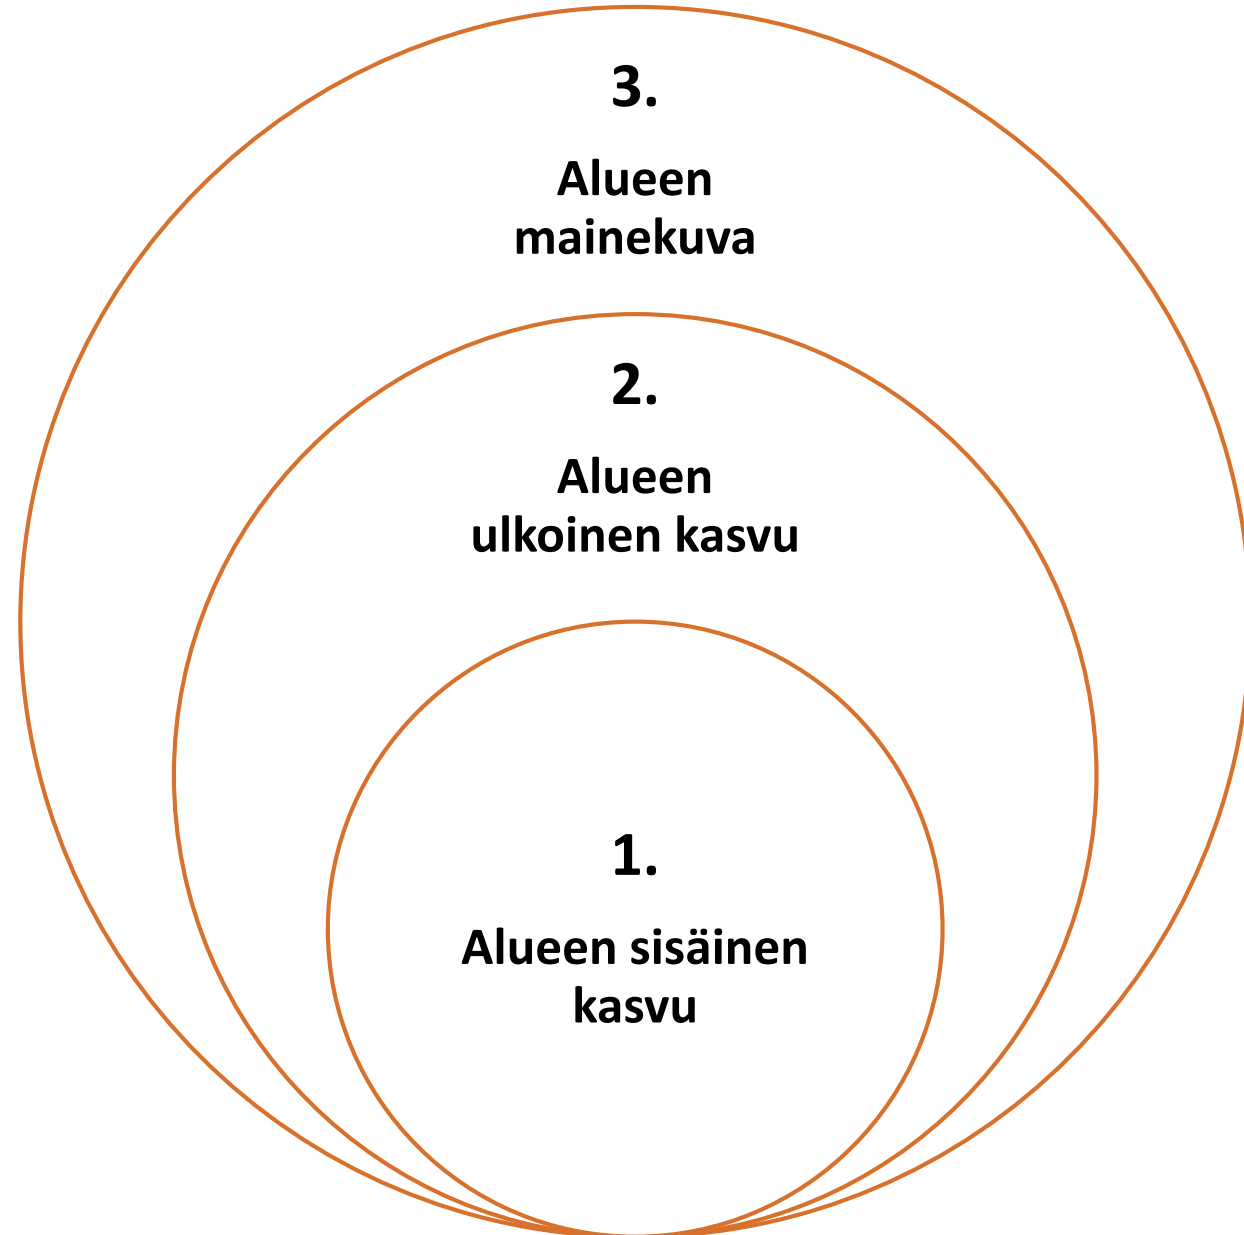 3.
Alueen
mainekuva
2.
Alueen
ulkoinen kasvu
1.
Alueen sisäinen
kasvu